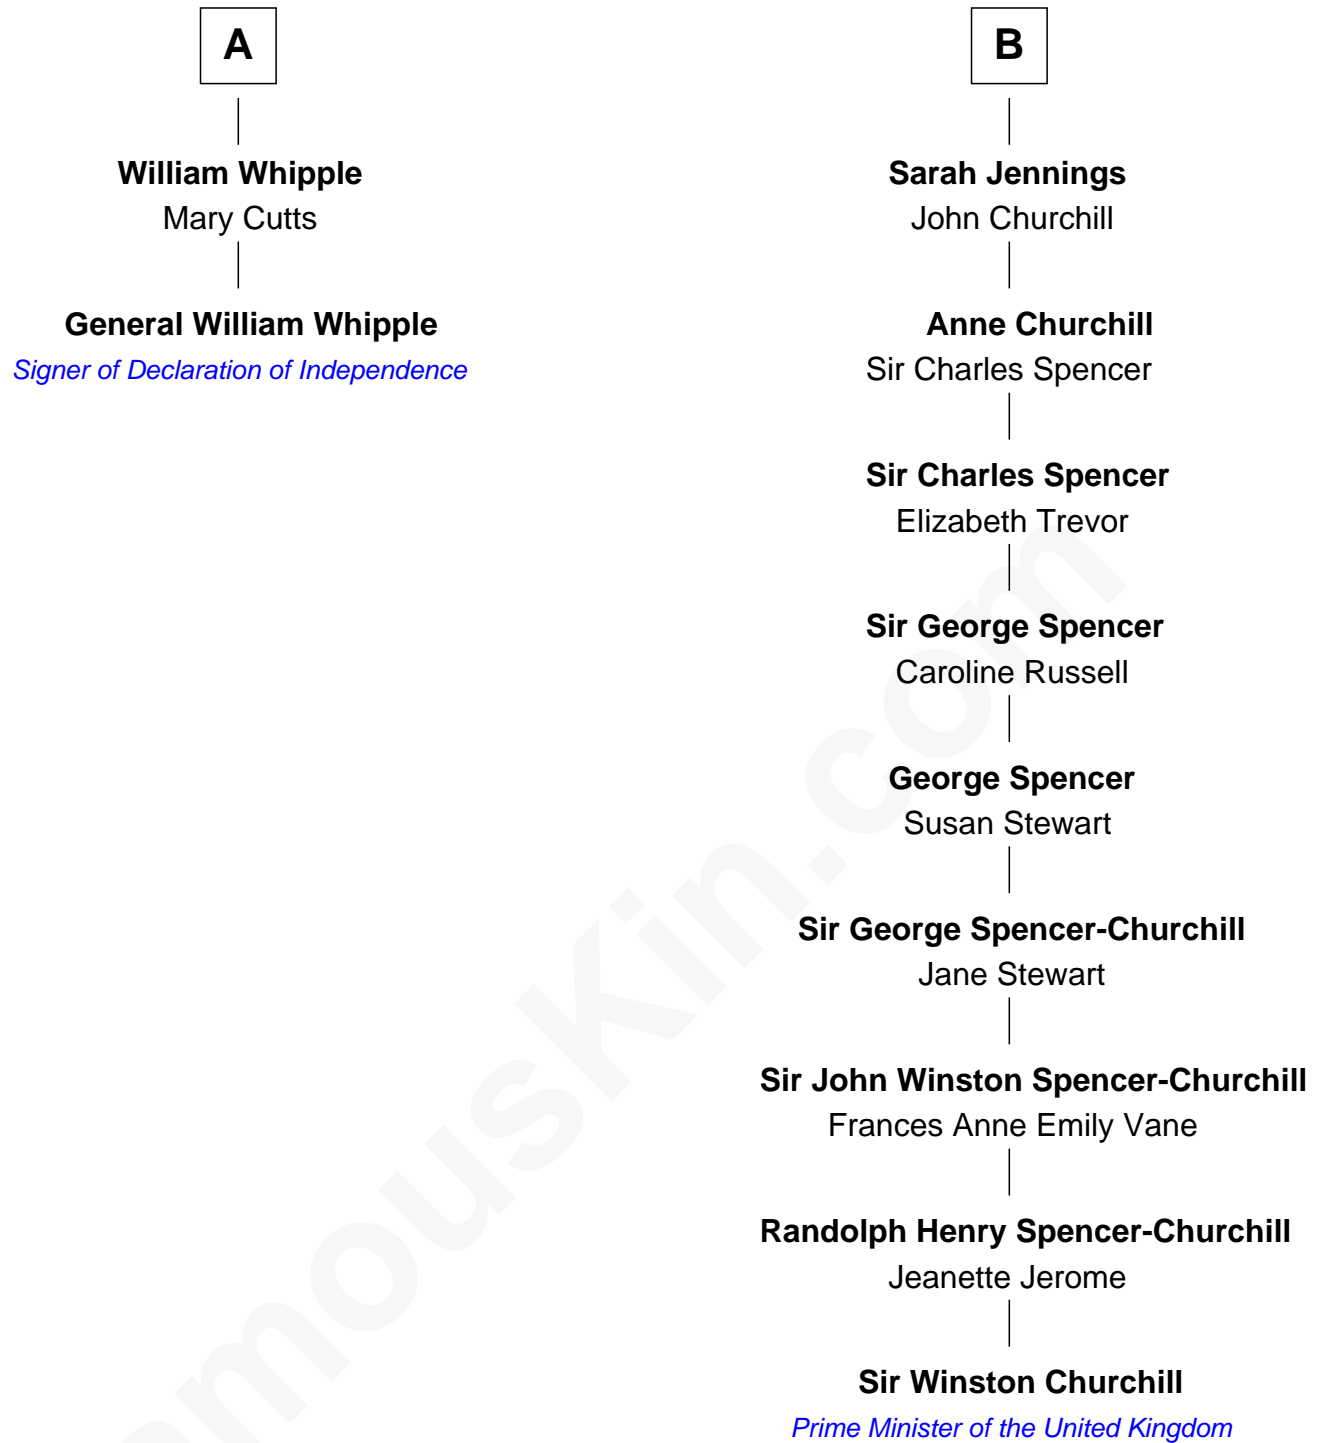 A
William Whipple
Mary Cutts
General William Whipple
Signer of Declaration of Independence
B
Sarah Jennings
John Churchill
Anne Churchill
Sir Charles Spencer
Sir Charles Spencer
Elizabeth Trevor
Sir George Spencer
Caroline Russell
George Spencer
Susan Stewart
Sir George Spencer-Churchill
Jane Stewart
Sir John Winston Spencer-Churchill
Frances Anne Emily Vane
Randolph Henry Spencer-Churchill
Jeanette Jerome
Sir Winston Churchill
Prime Minister of the United Kingdom
amouskin.com